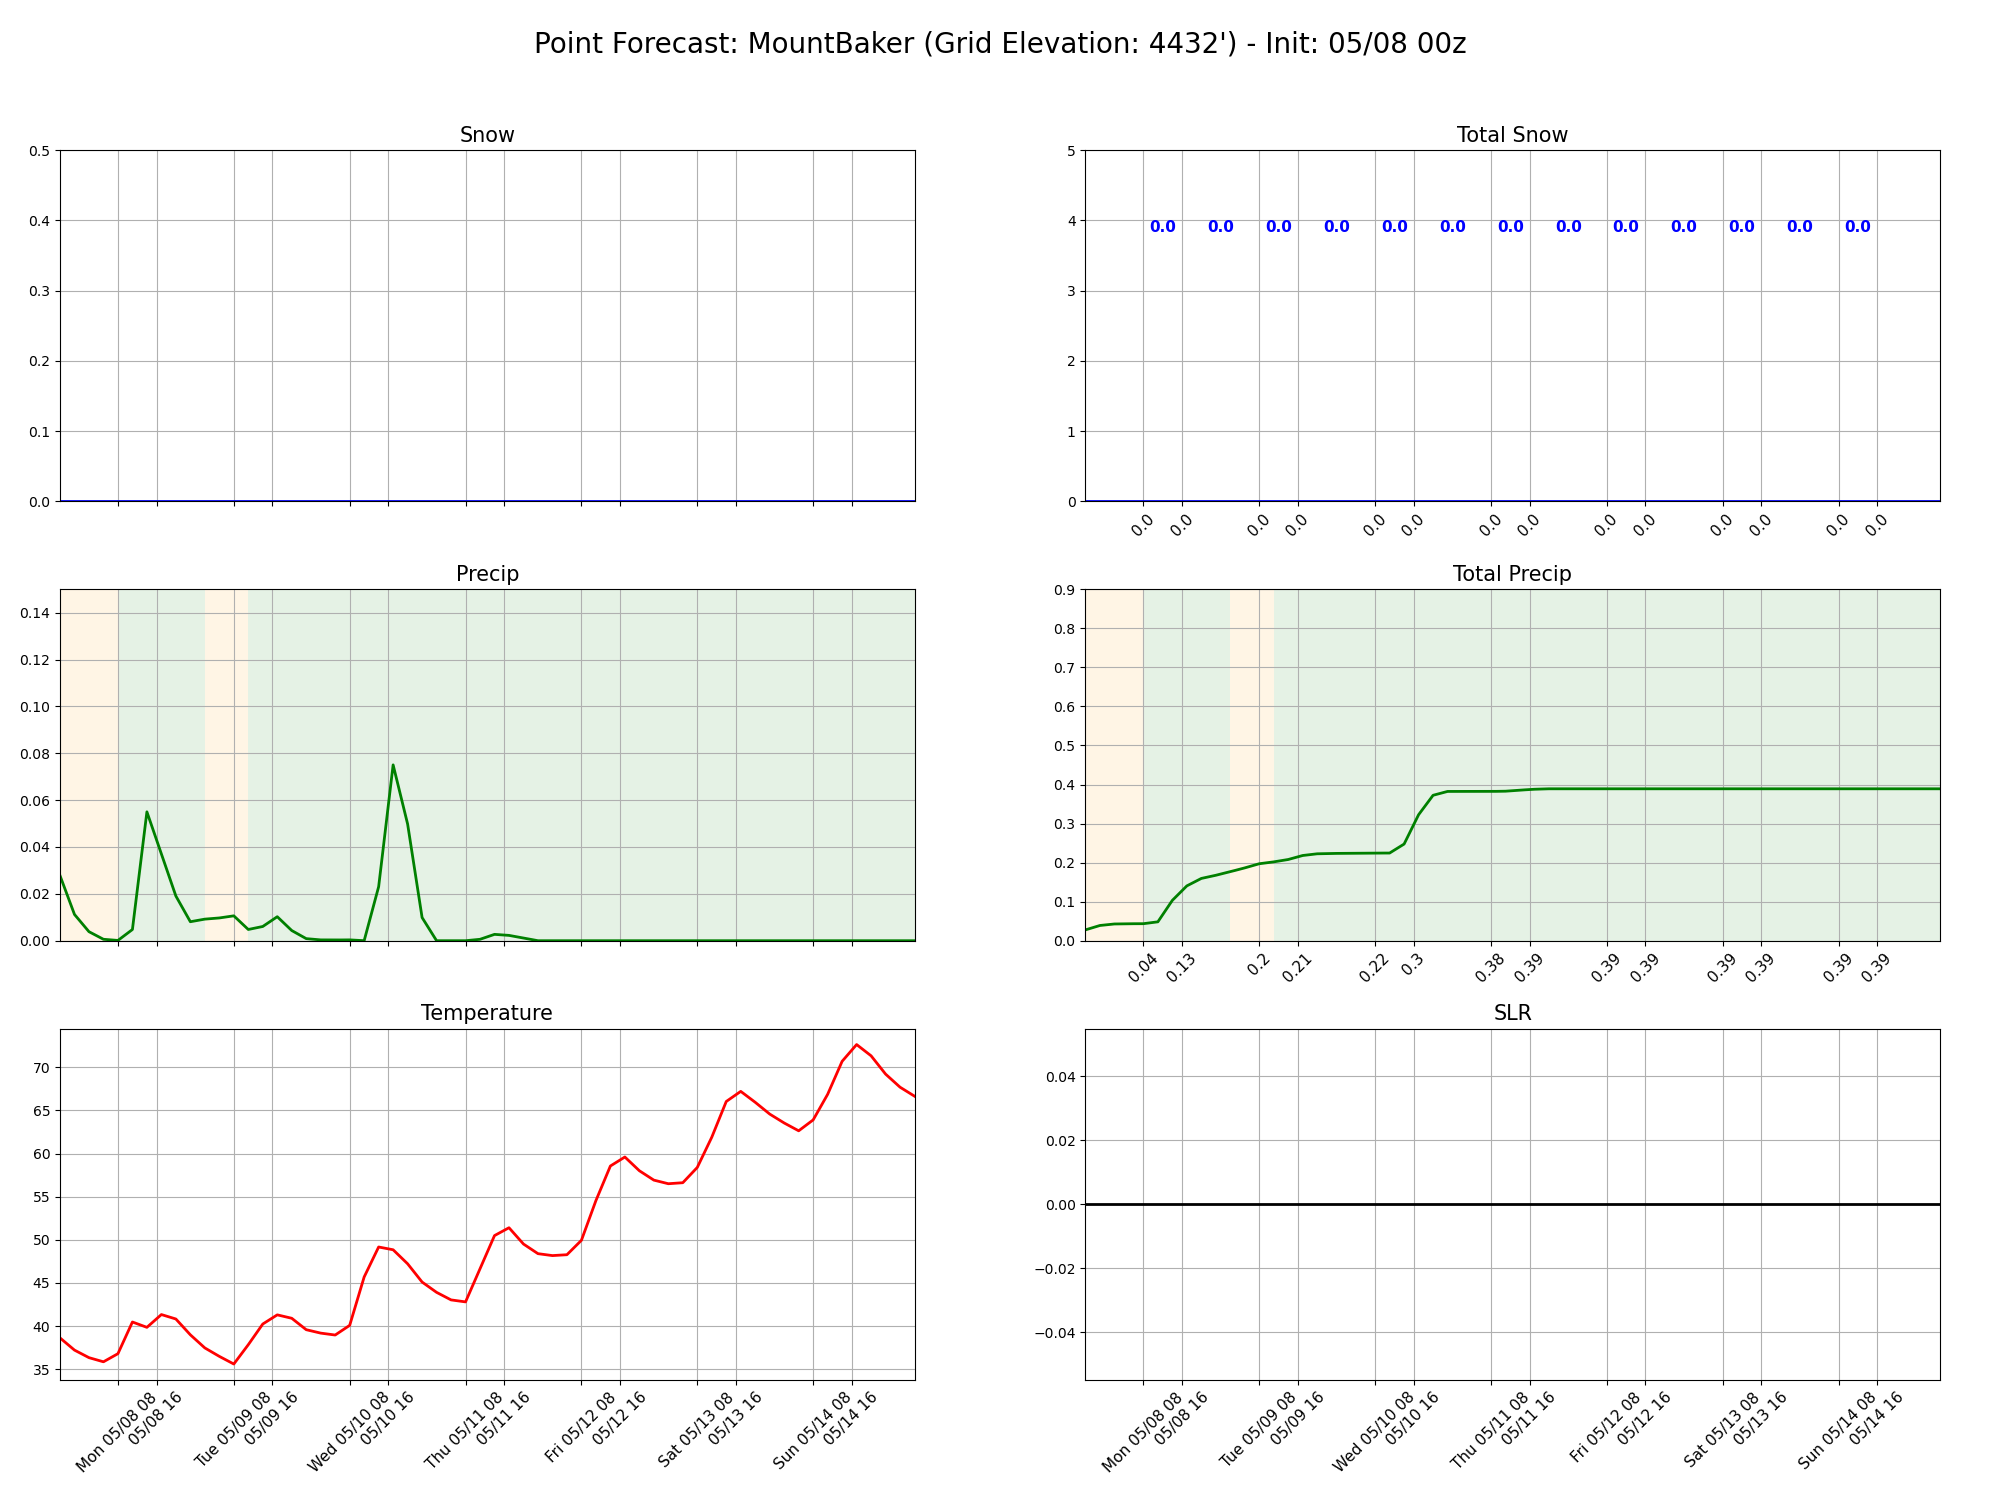 Point Forecast: MountBaker (Grid Elevation: 4432') - Init: 05/08 00z
Snow
0.5
0.4
0.3
0.2
0.1
0.0
Total Snow
5
4
3
2
1
0
0.0 0.0 0.0 0.0 0.0 0.0 0.0 0.0 0.0 0.0 0.0 0.0 0.0
0.0 0.0 0.0 0.0 0.0 0.0 0.0 0.0 0.0 0.0 0.0 0.0 0.0 0.0
Precip
0.14
0.12
0.10
0.08
0.06
0.04
0.02
0.00
Total Precip
0.9
0.8
0.7
0.6
0.5
0.4
0.3
0.2
0.1
0.0
0.04 0.13 0.2 0.21 0.22 0.3 0.38 0.39 0.39 0.39 0.39 0.39 0.39 0.39
Temperature
70
65
60
55
50
45
40
35
Mon 05/08 08
05/08 16
Tue 05/09 08
05/09 16
Wed 05/10 08
05/10 16
Thu 05/11 08
05/11 16
Fri 05/12 08
05/12 16
Sat 05/13 08
05/13 16
Sun 05/14 08
05/14 16
SLR
0.04
0.02
0.00
−0.02
−0.04
Mon 05/08 08
05/08 16
Tue 05/09 08
05/09 16
Wed 05/10 08
05/10 16
Thu 05/11 08
05/11 16
Fri 05/12 08
05/12 16
Sat 05/13 08
05/13 16
Sun 05/14 08
05/14 16